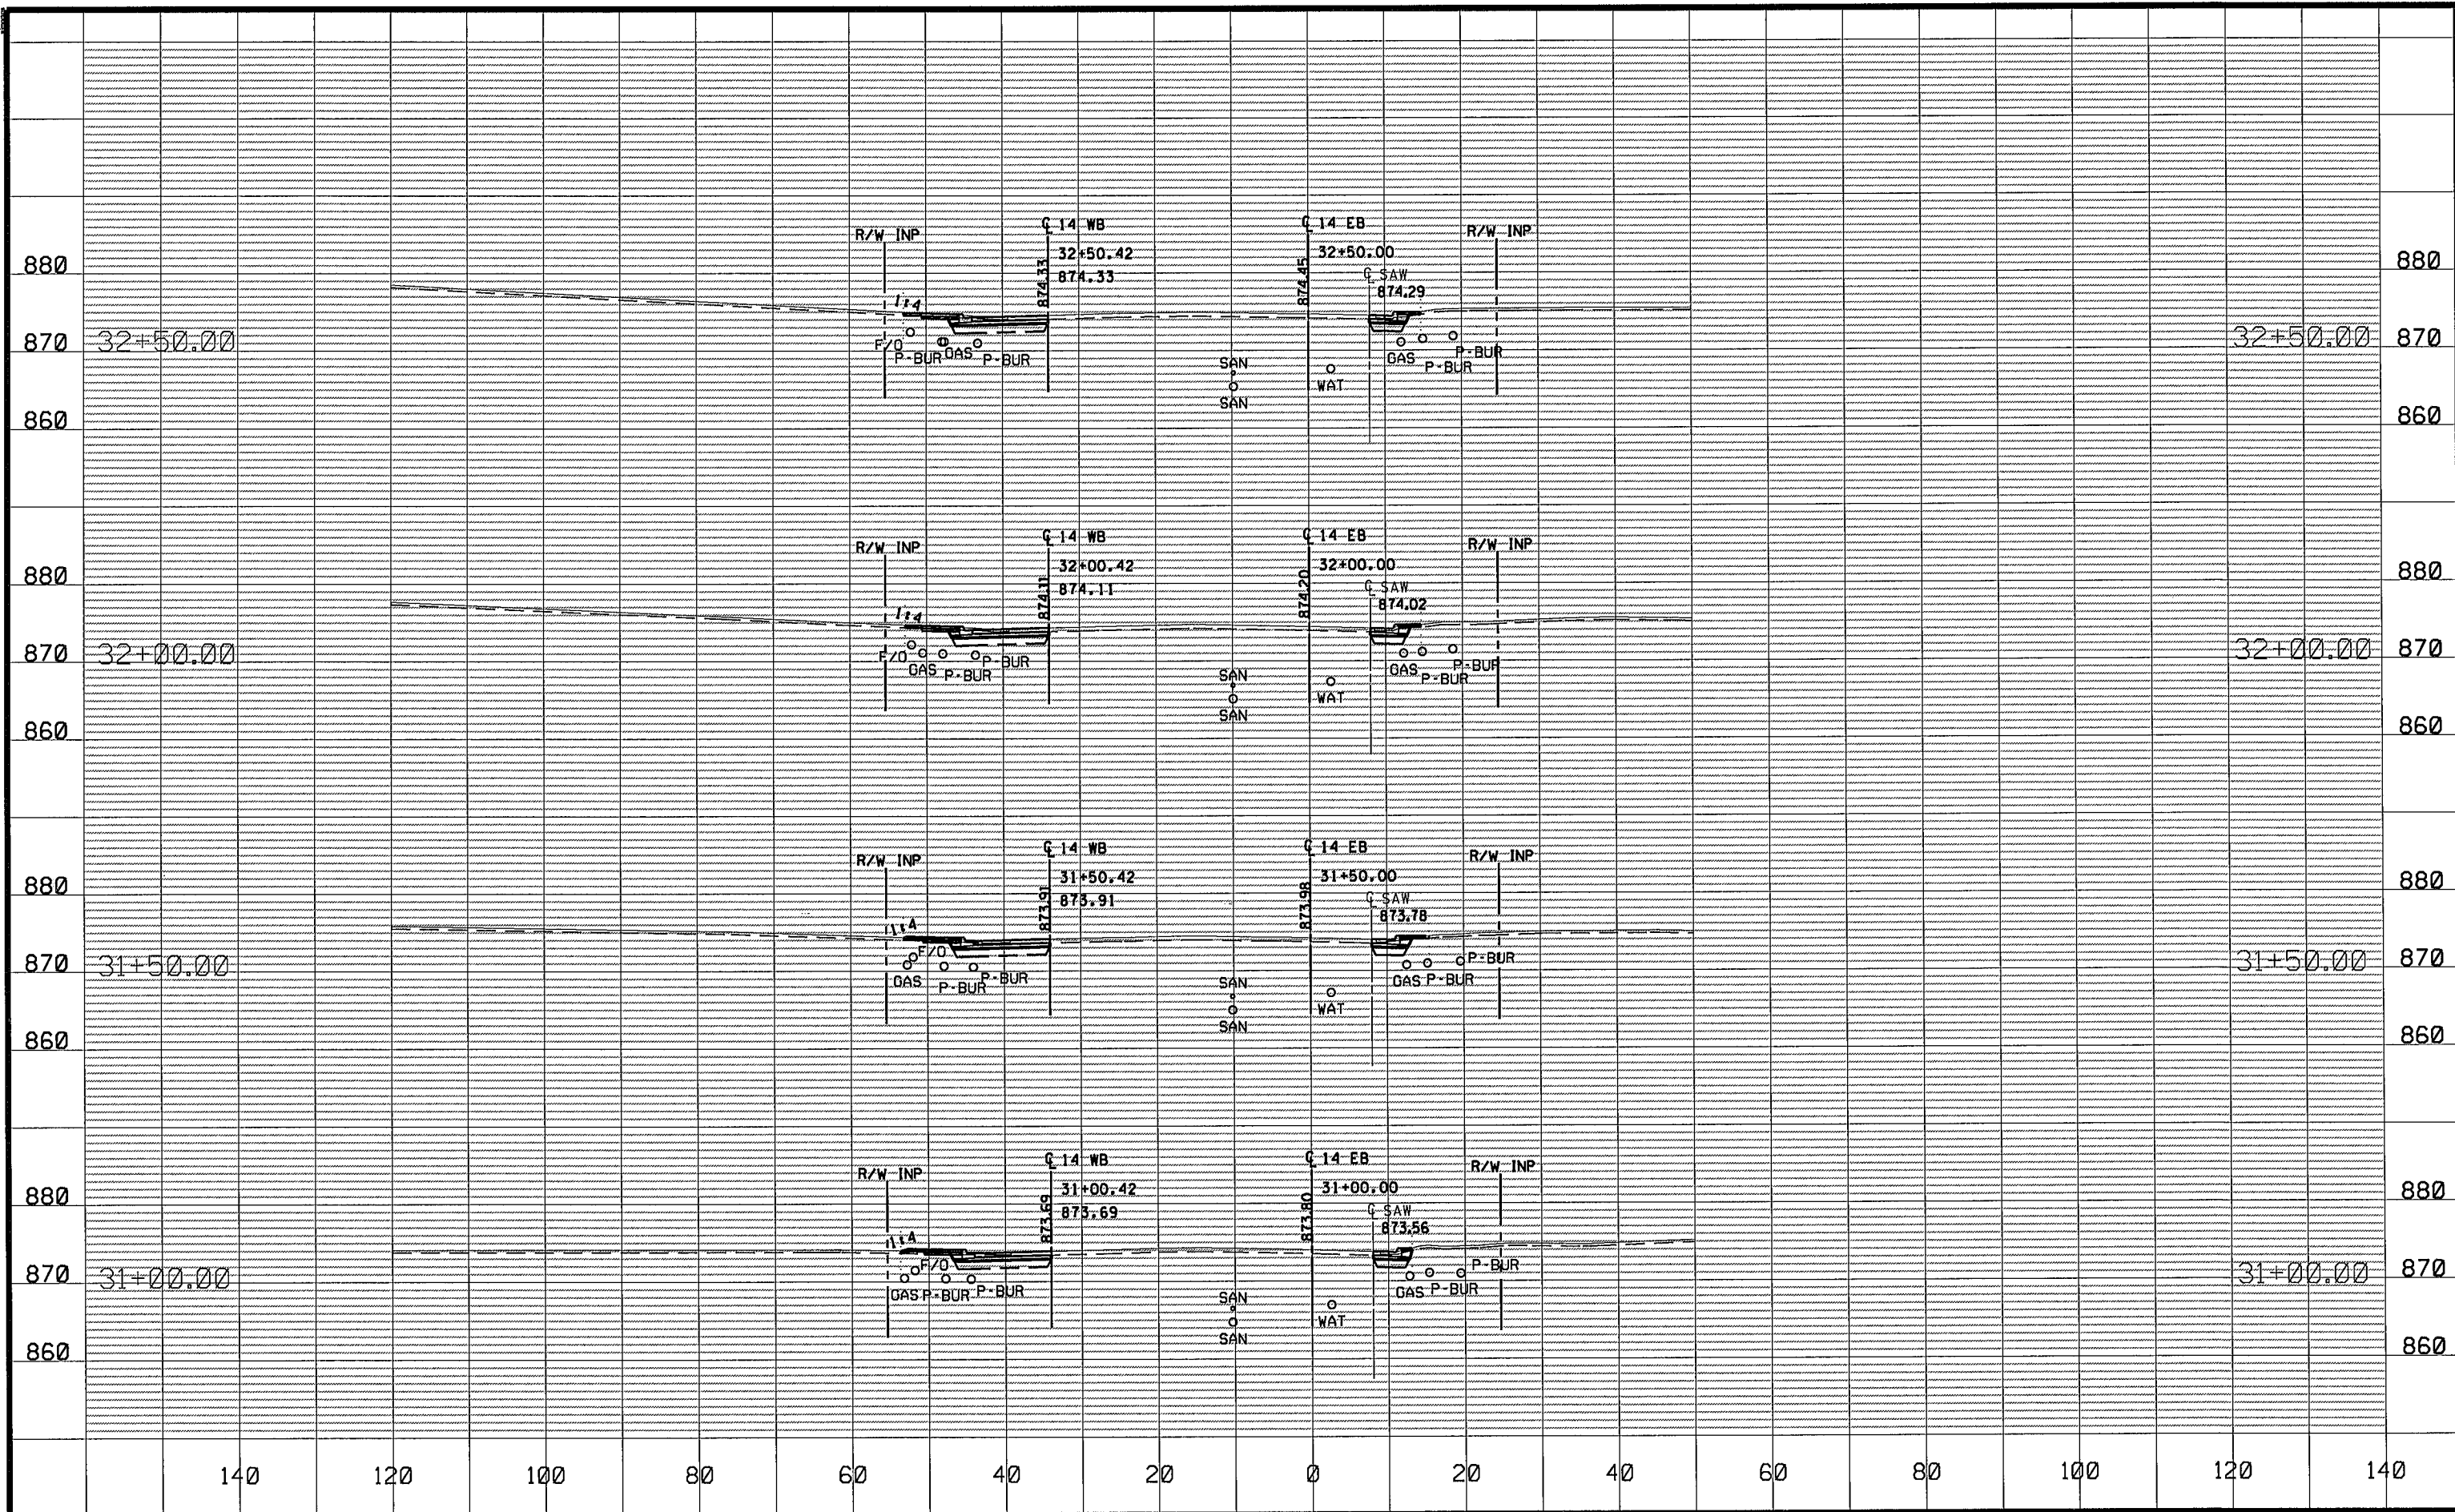 R/W INP
℄ 14 WB
32+50.42
874.33
874.33
℄ 14 EB
32+50.00
874.45
℄ SAW
874.29
R/W INP
880
880
1:4
870
32+50.00
F/O
P-BUR
GAS
P-BUR
GAS
P-BUR
P-BUR
32+50.00
870
SAN
SAN
WAT
860
860
R/W INP
℄ 14 WB
32+00.42
874.11
874.11
℄ 14 EB
32+00.00
874.20
℄ SAW
874.02
R/W INP
880
880
1:4
870
32+00.00
F/O
GAS
P-BUR
P-BUR
GAS
P-BUR
P-BUR
32+00.00
870
SAN
SAN
WAT
860
860
R/W INP
℄ 14 WB
31+50.42
873.91
873.91
℄ 14 EB
31+50.00
873.98
℄ SAW
873.78
R/W INP
880
880
1:4
870
31+50.00
F/O
GAS
P-BUR
P-BUR
GAS
P-BUR
P-BUR
31+50.00
870
SAN
SAN
WAT
860
860
R/W INP
℄ 14 WB
31+00.42
873.69
873.69
℄ 14 EB
31+00.00
873.80
℄ SAW
873.56
R/W INP
880
880
1:4
870
31+00.00
F/O
GAS
P-BUR
P-BUR
GAS
P-BUR
P-BUR
31+00.00
870
SAN
SAN
WAT
860
860
140 120 100 80 60 40 20 0 20 40 60 80 100 120 140